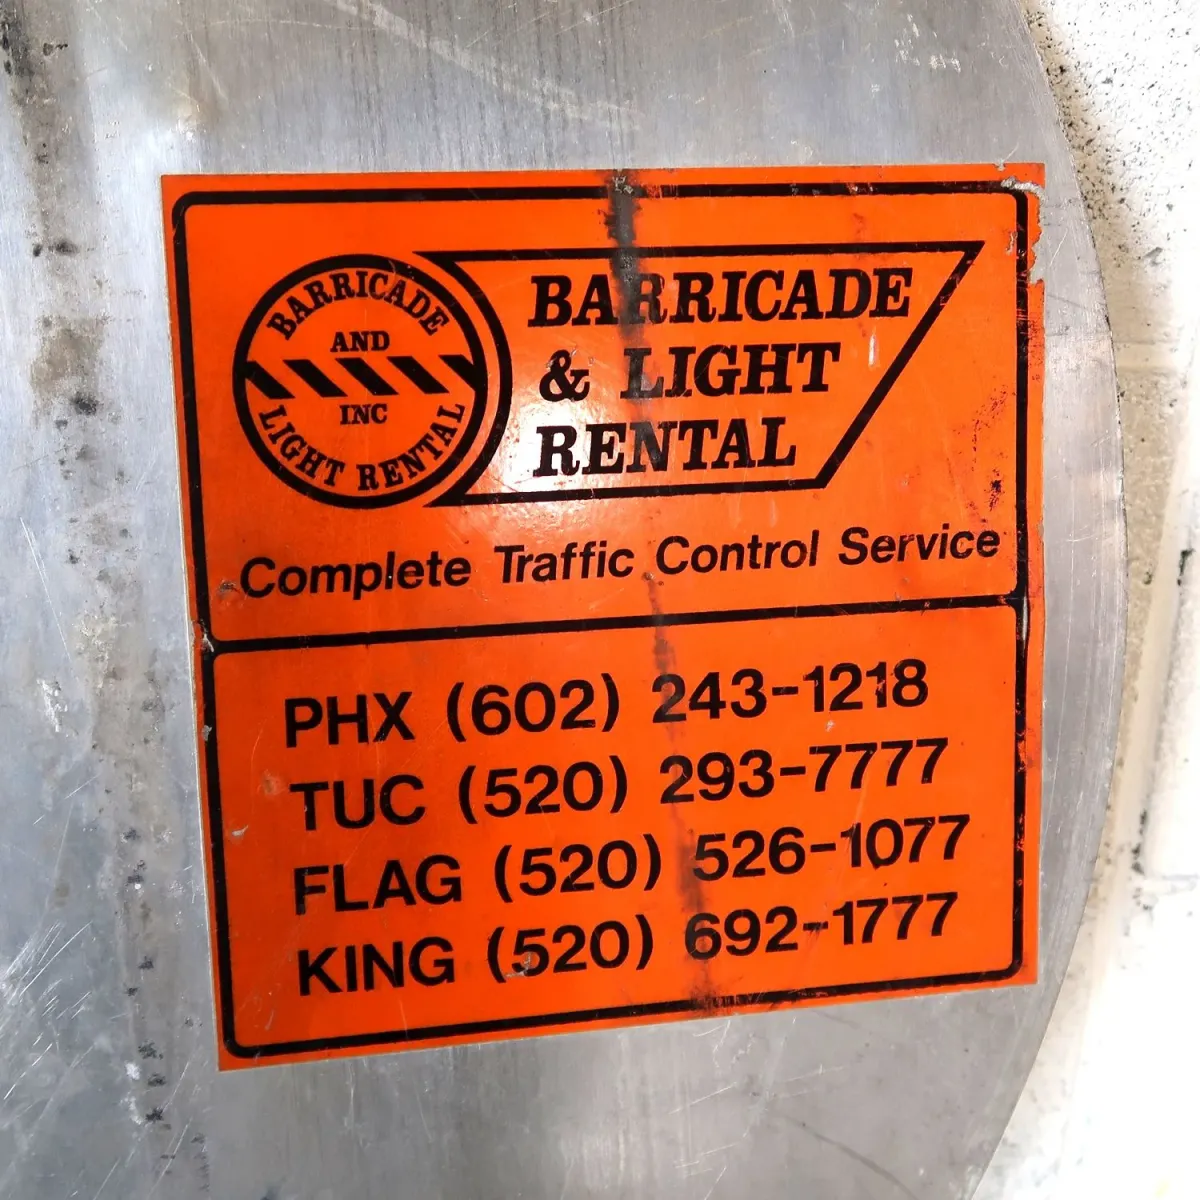 BARRICADE
AND
INC
LIGHT RENTAL
BARRICADE
& LIGHT
RENTAL
Complete Traffic Control Service
PHX (602) 243-1218
TUC (520) 293-7777
FLAG (520) 526-1077
KING (520) 692-1777